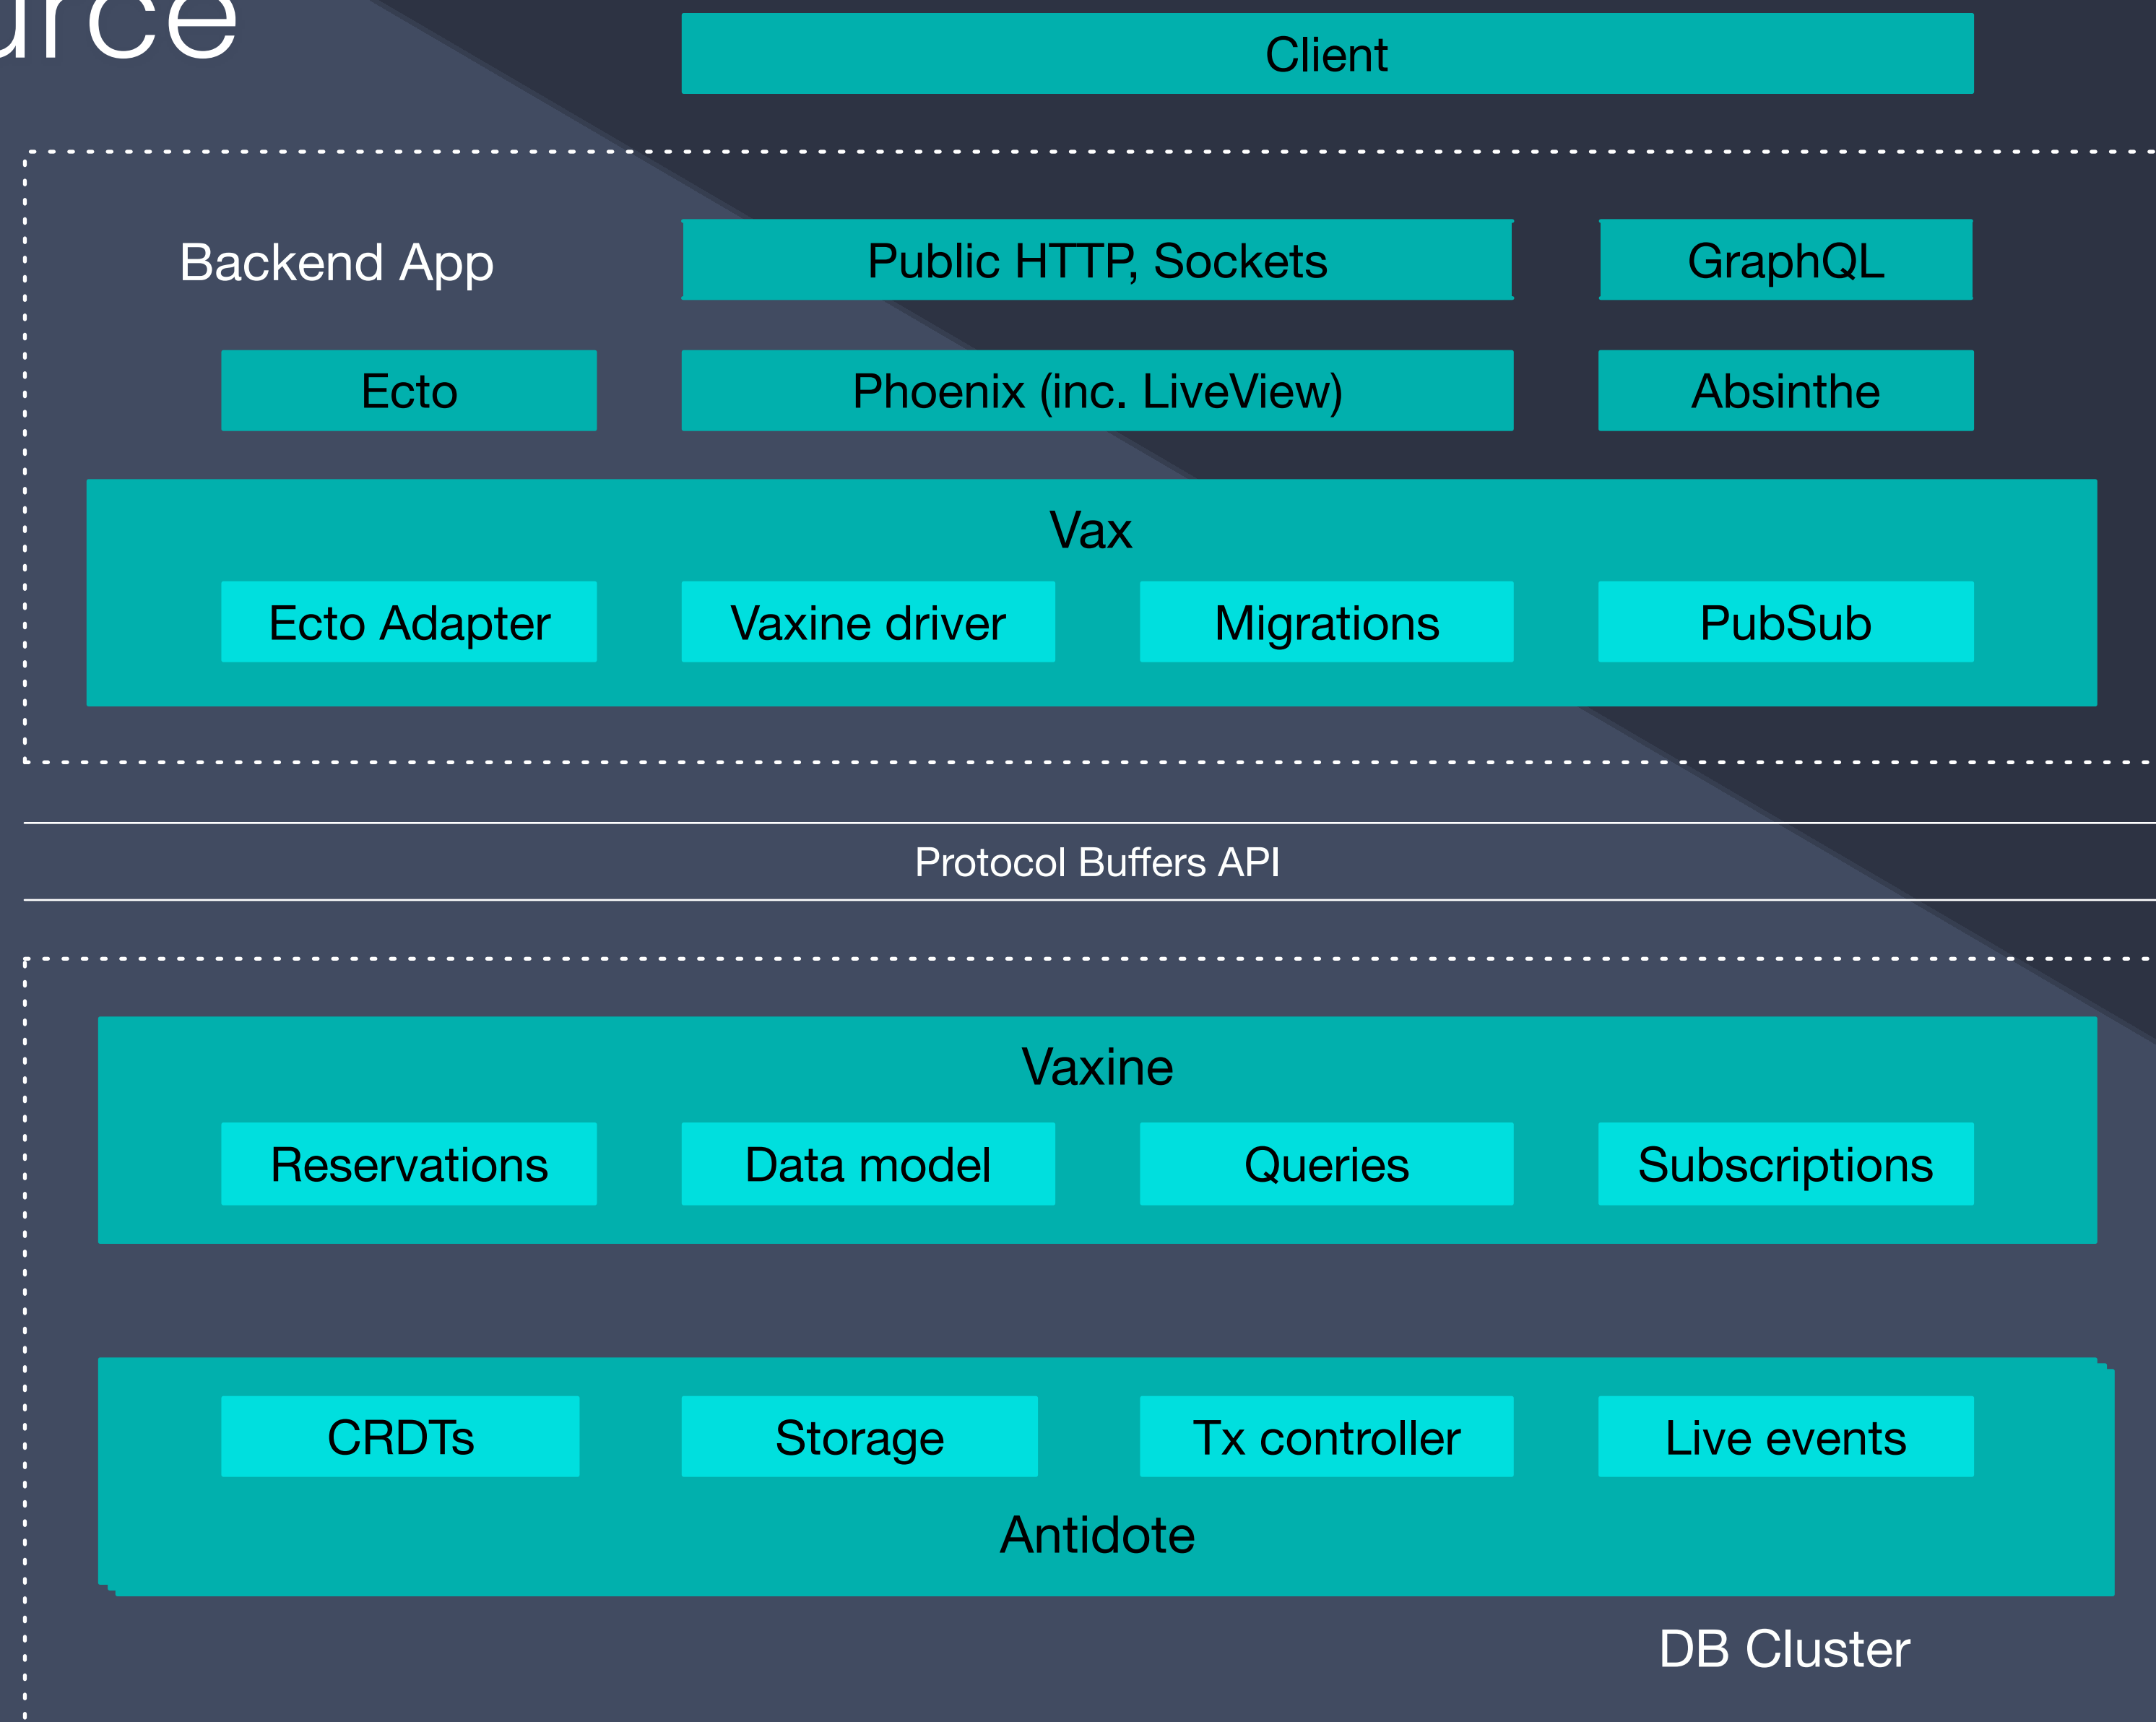 urce
Client
Backend App
Public HTTP, Sockets
GraphQL
Ecto
Phoenix (inc. LiveView)
Absinthe
Vax
Ecto Adapter
Vaxine driver
Migrations
PubSub
Protocol Buffers API
Vaxine
Reservations
Data model
Queries
Subscriptions
CRDTs
Storage
Tx controller
Live events
Antidote
DB Cluster